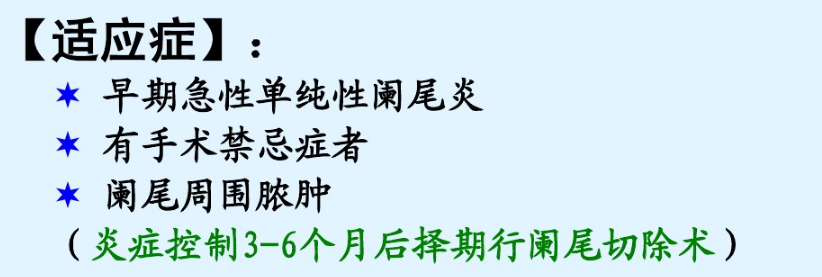 【适应症】:
✶ 早期急性单纯性阑尾炎
✶ 有手术禁忌症者
✶ 阑尾周围脓肿
(炎症控制3-6个月后择期行阑尾切除术)